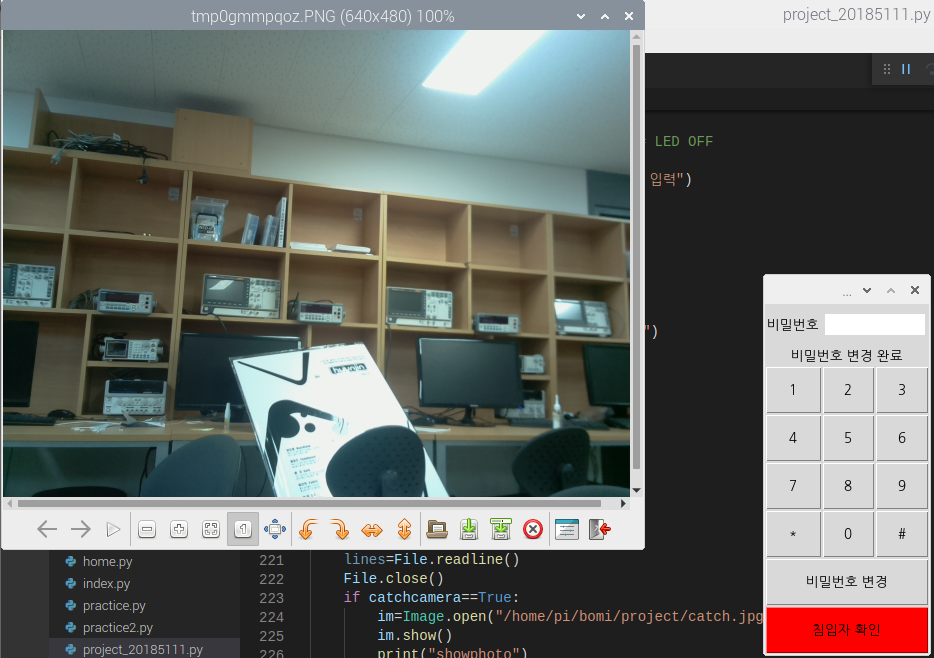 tmp0gmmpqoz.PNG (640x480) 100%
project_20185111.py
LED OFF
입력")
")
hunjin
...
비밀번호
비밀번호 변경 완료
1 2 3
4 5 6
7 8 9
* 0 #
비밀번호 변경
침입자 확인
1
home.py
index.py
practice.py
practice2.py
project_20185111.py
221 lines=File.readline()
222 File.close()
223 if catchcamera==True:
224 im=Image.open("/home/pi/bomi/project/catch.jpg
225 im.show()
226 print("showphoto")